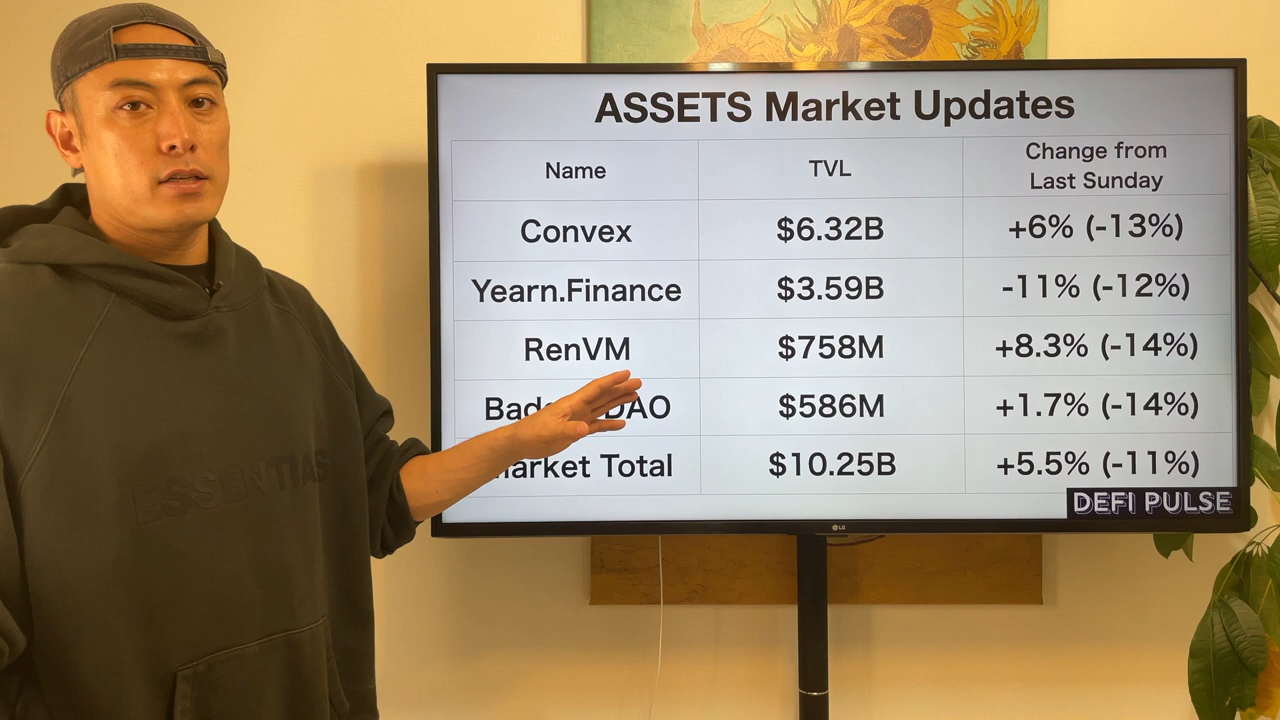 ASSETS Market Updates
Name
TVL
Change from
Last Sunday
Convex
$6.32B
+6% (-13%)
Yearn.Finance
$3.59B
-11% (-12%)
RenVM
$758M
+8.3% (-14%)
DAO
$586M
+1.7% (-14%)
Total
$10.25B
+5.5% (-11%)
DEFI PULSE
LG
ESSENTIALS